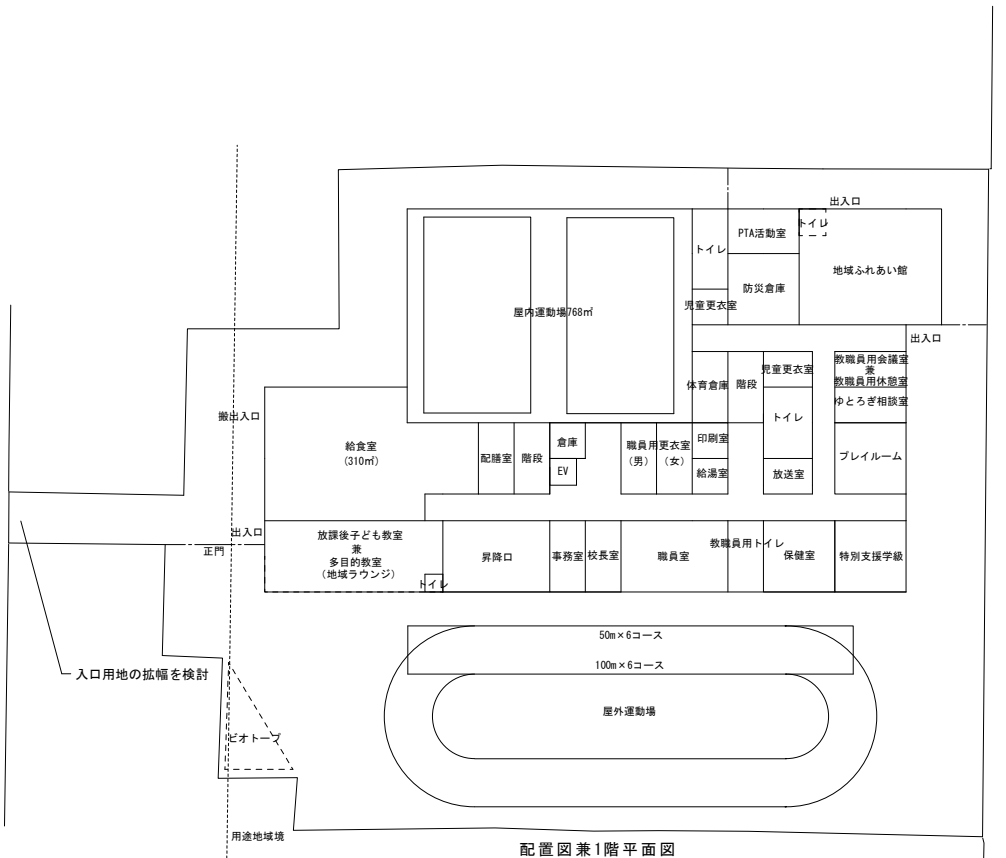 出入口
トイレ
PTA活動室
トイレ
地域ふれあい館
防災倉庫
児童更衣室
屋内運動場768㎡
出入口
教職員用会議室
兼
教職員用休憩室
児童更衣室
体育倉庫
階段
ゆとろぎ相談室
搬出入口
トイレ
給食室
(310㎡)
配膳室
階段
倉庫
EV
職員用
(男)
更衣室
(女)
印刷室
給湯室
放送室
プレイルーム
出入口
正門
放課後子ども教室
兼
多目的教室
(地域ラウンジ)
トイレ
昇降口
事務室
校長室
職員室
教職員用トイレ
保健室
特別支援学級
50m×6コース
100m×6コース
屋外運動場
入口用地の拡幅を検討
ビオトープ
用途地域境
配置図兼1階平面図